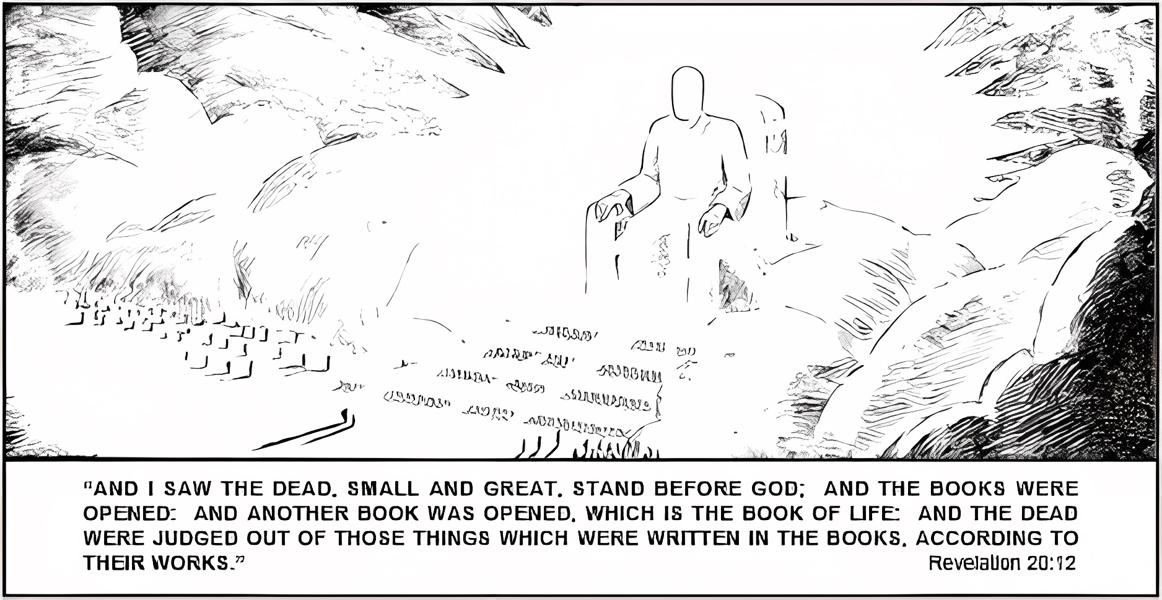 "AND I SAW THE DEAD. SMALL AND GREAT. STAND BEFORE GOD; AND THE BOOKS WERE
OPENED: AND ANOTHER BOOK WAS OPENED, WHICH IS THE BOOK OF LIFE: AND THE DEAD
WERE JUDGED OUT OF THOSE THINGS WHICH WERE WRITTEN IN THE BOOKS, ACCORDING TO
THEIR WORKS."
Revelation 20:12